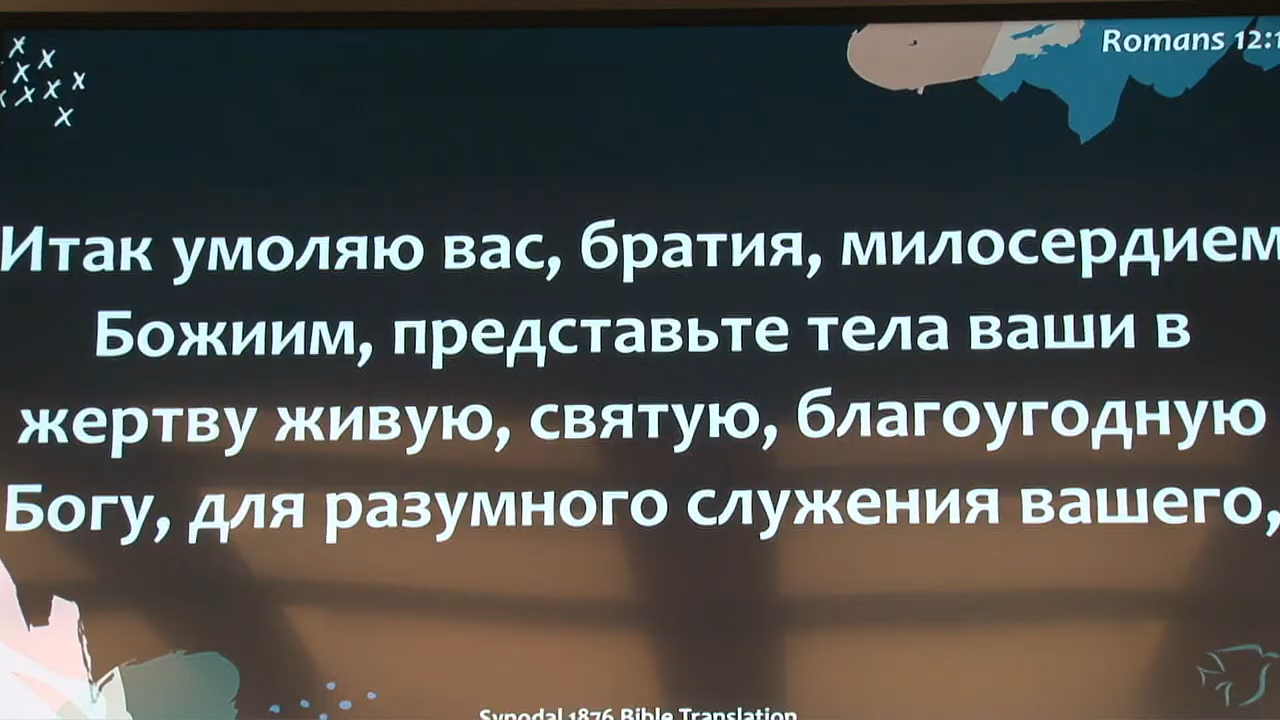 Romans 12:1
Итак умоляю вас, братия, милосердием
Божиим, представьте тела ваши в
жертву живую, святую, благоугодную
Богу, для разумного служения вашего,
Synodal 1876 Bible Translation